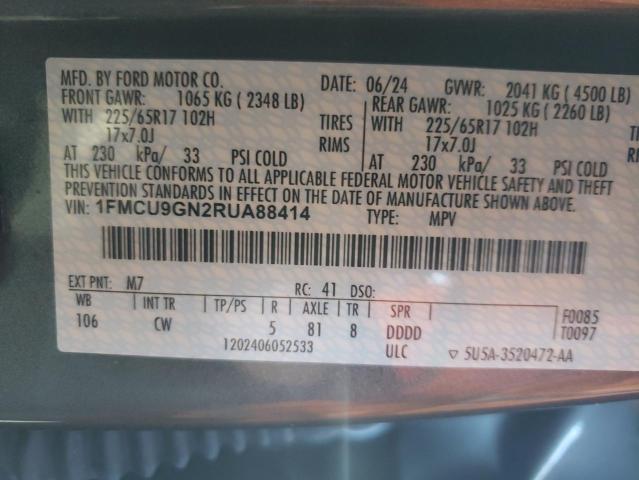 MFD. BY FORD MOTOR CO. DATE: 06/24 GVWR: 2041 KG ( 4500 LB)
FRONT GAWR: 1065 KG ( 2348 LB) REAR GAWR: 1025 KG ( 2260 LB)
WITH 225/65R17 102H TIRES WITH 225/65R17 102H
17x7.0J RIMS 17x7.0J
AT 230 kPa/ 33 PSI COLD AT 230 kPa/ 33 PSI COLD
THIS VEHICLE CONFORMS TO ALL APPLICABLE FEDERAL MOTOR VEHICLE SAFETY AND THEFT
PREVENTION STANDARDS IN EFFECT ON THE DATE OF MANUFACTURE SHOWN ABOVE.
VIN: 1FMCU9GN2RUA88414 TYPE: MPV
EXT PNT: M7 RC: 41 DSO:
WB INT TR TP/PS R AXLE TR SPR F0085
106 CW 5 81 8 DDDD T0097
1202406052533 ULC ▽ 5U5A-3520472-AA